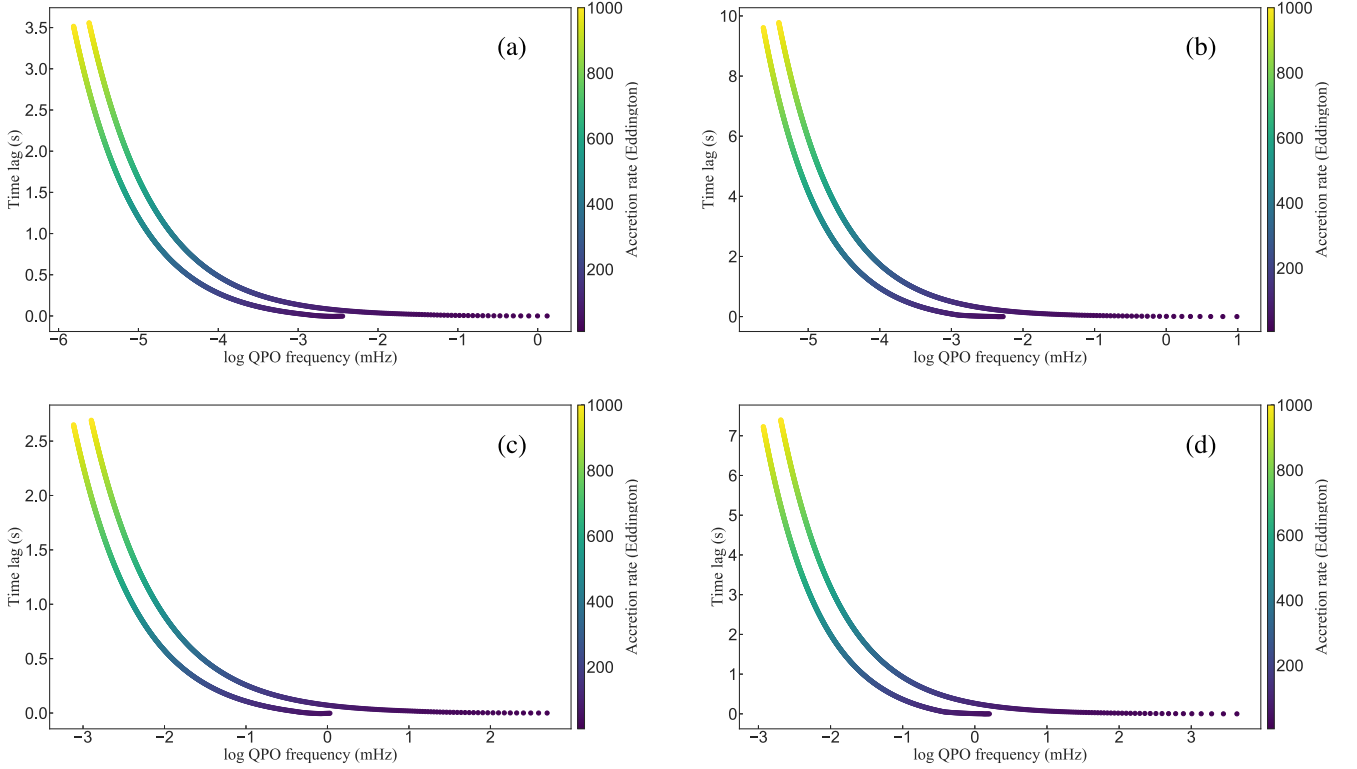 (a)
3.5
3.0
2.5
2.0
1.5
1.0
0.5
0.0
Time lag (s)
−6 −5 −4 −3 −2 −1 0
log QPO frequency (mHz)
1000
800
600
400
200
Accretion rate (Eddington)
(b)
10
8
6
4
2
0
Time lag (s)
−5 −4 −3 −2 −1 0 1
log QPO frequency (mHz)
1000
800
600
400
200
Accretion rate (Eddington)
(c)
2.5
2.0
1.5
1.0
0.5
0.0
Time lag (s)
−3 −2 −1 0 1 2
log QPO frequency (mHz)
1000
800
600
400
200
Accretion rate (Eddington)
(d)
7
6
5
4
3
2
1
0
Time lag (s)
−3 −2 −1 0 1 2 3
log QPO frequency (mHz)
1000
800
600
400
200
Accretion rate (Eddington)